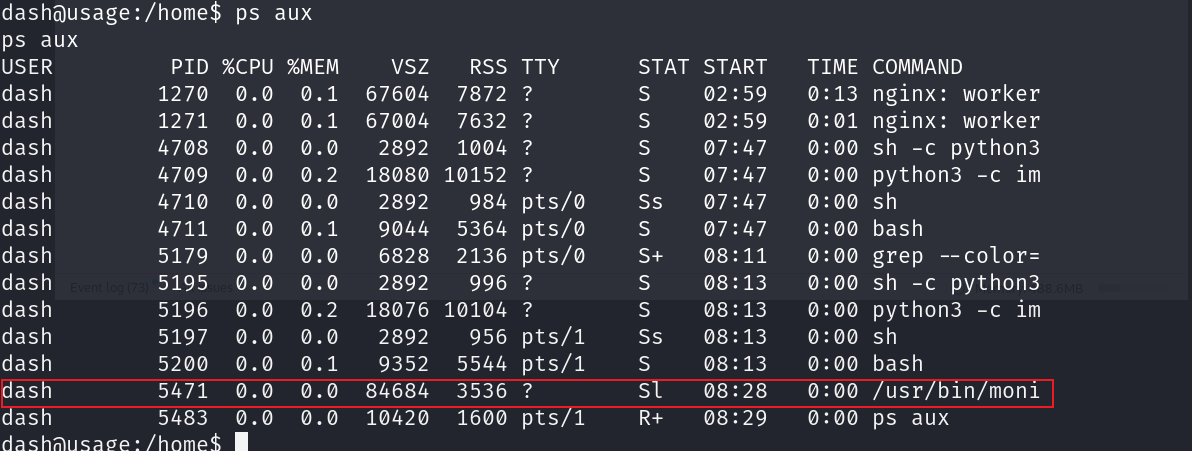 dash@usage:/home$ ps aux
ps aux
USER         PID %CPU %MEM    VSZ   RSS TTY      STAT START   TIME COMMAND
dash        1270  0.0  0.1  67604  7872 ?        S    02:59   0:13 nginx: worker
dash        1271  0.0  0.1  67004  7632 ?        S    02:59   0:01 nginx: worker
dash        4708  0.0  0.0   2892  1004 ?        S    07:47   0:00 sh -c python3
dash        4709  0.0  0.2  18080 10152 ?        S    07:47   0:00 python3 -c im
dash        4710  0.0  0.0   2892   984 pts/0    Ss   07:47   0:00 sh
dash        4711  0.0  0.1   9044  5364 pts/0    S    07:47   0:00 bash
dash        5179  0.0  0.0   6828  2136 pts/0    S+   08:11   0:00 grep --color=
dash        5195  0.0  0.0   2892   996 ?        S    08:13   0:00 sh -c python3
Event log (73)
dash        5196  0.0  0.2  18076 10104 ?        S    08:13   0:00 python3 -c im
dash        5197  0.0  0.0   2892   956 pts/1    Ss   08:13   0:00 sh
dash        5200  0.0  0.1   9352  5544 pts/1    S    08:13   0:00 bash
dash        5471  0.0  0.0  84684  3536 ?        Sl   08:28   0:00 /usr/bin/moni
dash        5483  0.0  0.0  10420  1600 pts/1    R+   08:29   0:00 ps aux
dash@usage:/home$